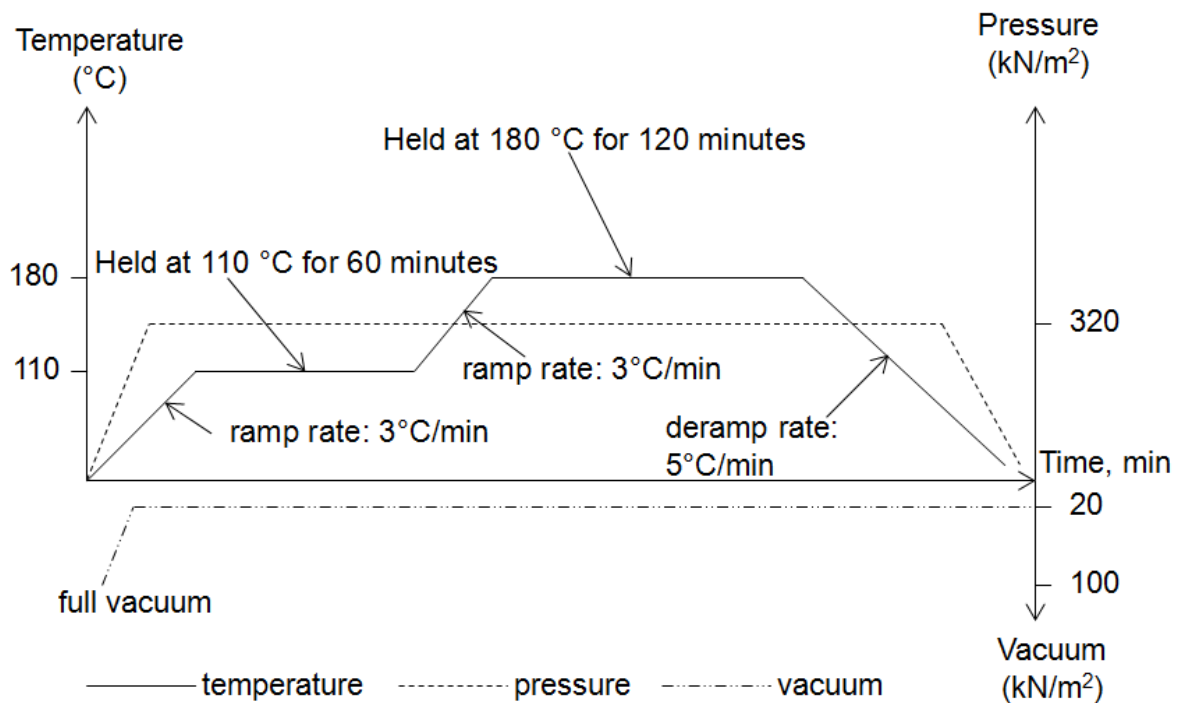 Temperature
(°C)
Pressure
(kN/m²)
Held at 180 °C for 120 minutes
Held at 110 °C for 60 minutes
180
320
110
ramp rate: 3°C/min
ramp rate: 3°C/min
deramp rate:
5°C/min
Time, min
20
100
full vacuum
Vacuum
(kN/m²)
temperature
pressure
vacuum